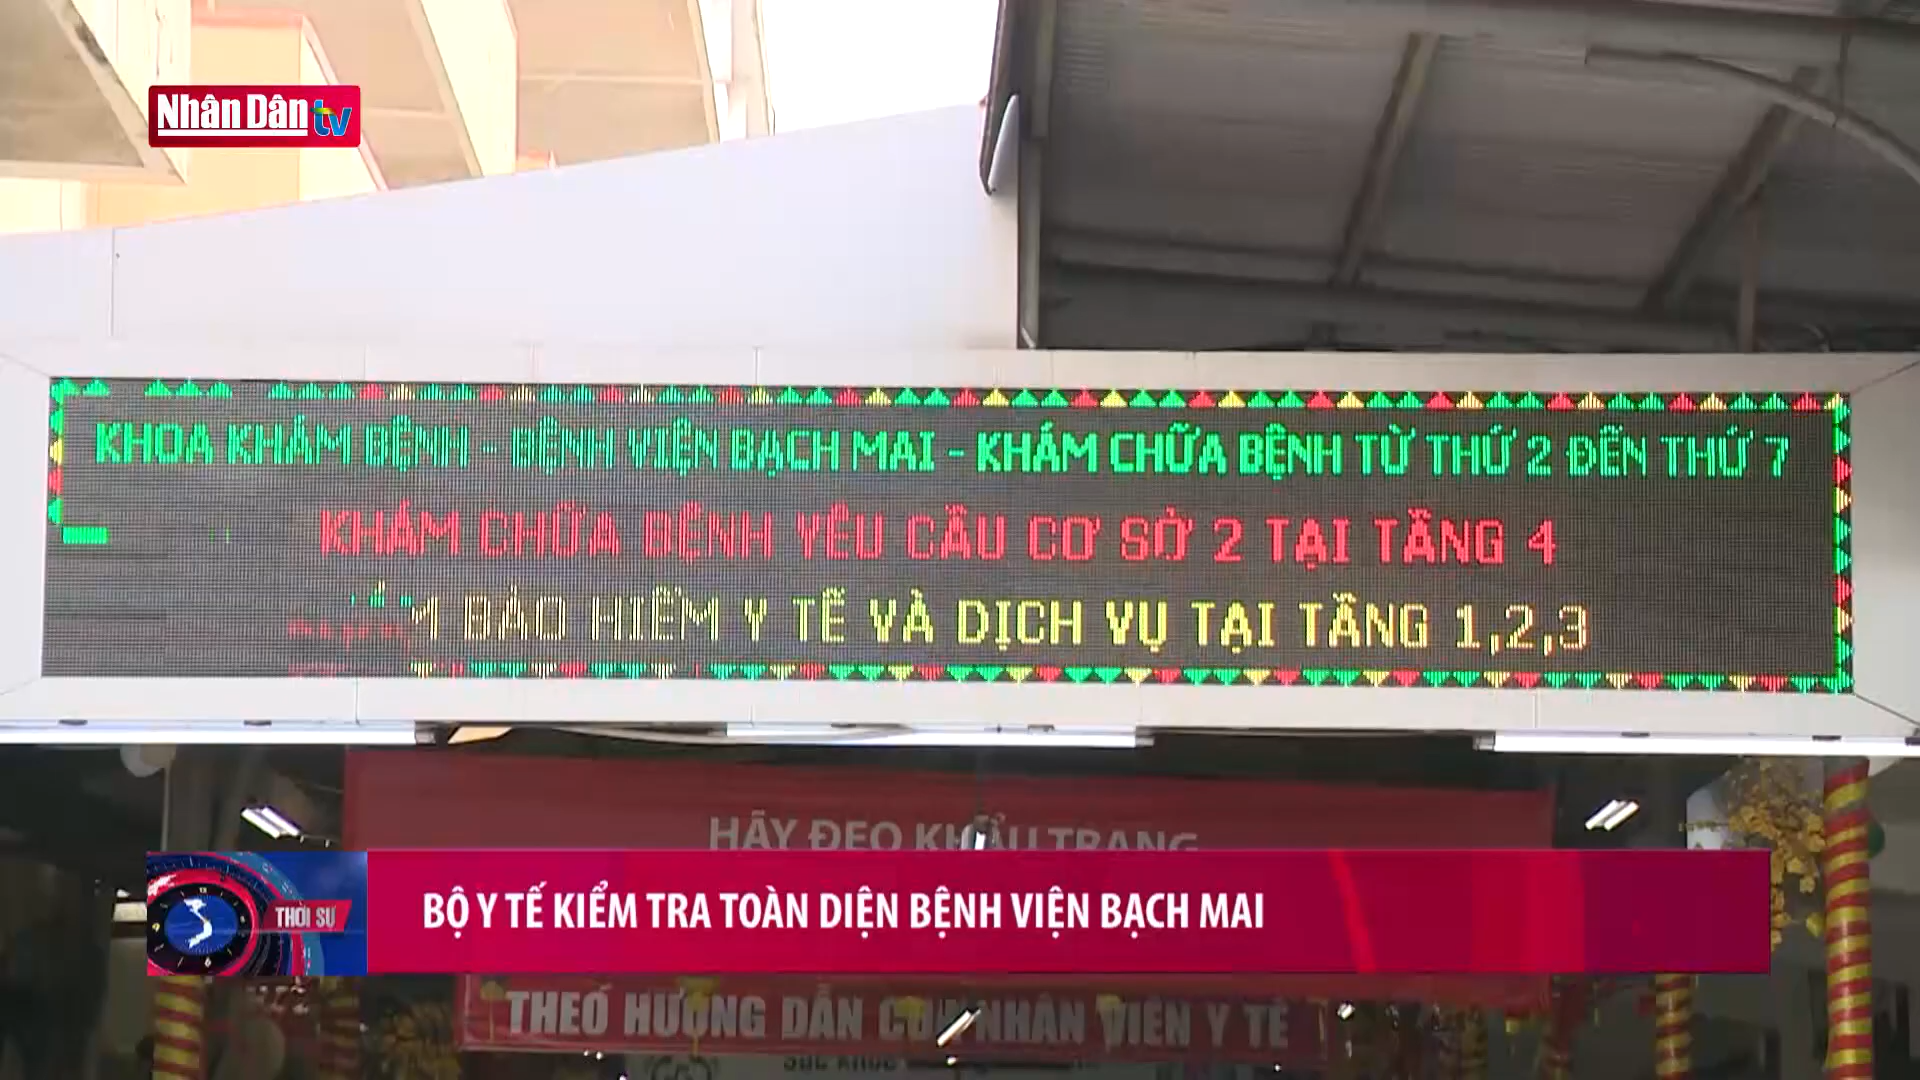 Nhân Dân tv
KHOA KHÁM BỆNH - BỆNH VIỆN BẠCH MAI - KHÁM CHỮA BỆNH TỪ THỨ 2 ĐẾN THỨ 7
KHÁM CHỮA BỆNH YÊU CẦU CƠ SỞ 2 TẠI TẦNG 4
M BẢO HIỂM Y TẾ VÀ DỊCH VỤ TẠI TẦNG 1,2,3
HÃY ĐEO KHẨU TRANG
THỜI SỰ
BỘ Y TẾ KIỂM TRA TOÀN DIỆN BỆNH VIỆN BẠCH MAI
THEO HƯỚNG DẪN CỦA NHÂN VIÊN Y TẾ